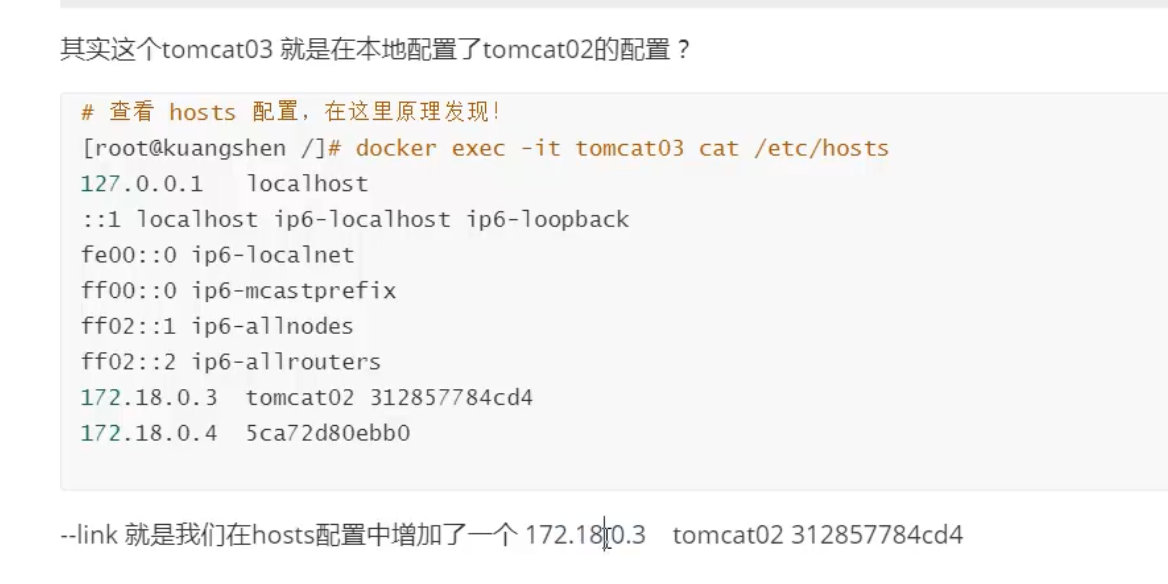 其实这个tomcat03 就是在本地配置了tomcat02的配置？
# 查看 hosts 配置，在这里原理发现！
[root@kuangshen /]# docker exec -it tomcat03 cat /etc/hosts
127.0.0.1   localhost
::1 localhost ip6-localhost ip6-loopback
fe00::0 ip6-localnet
ff00::0 ip6-mcastprefix
ff02::1 ip6-allnodes
ff02::2 ip6-allrouters
172.18.0.3  tomcat02 312857784cd4
172.18.0.4  5ca72d80ebb0
--link 就是我们在hosts配置中增加了一个 172.18.0.3    tomcat02 312857784cd4